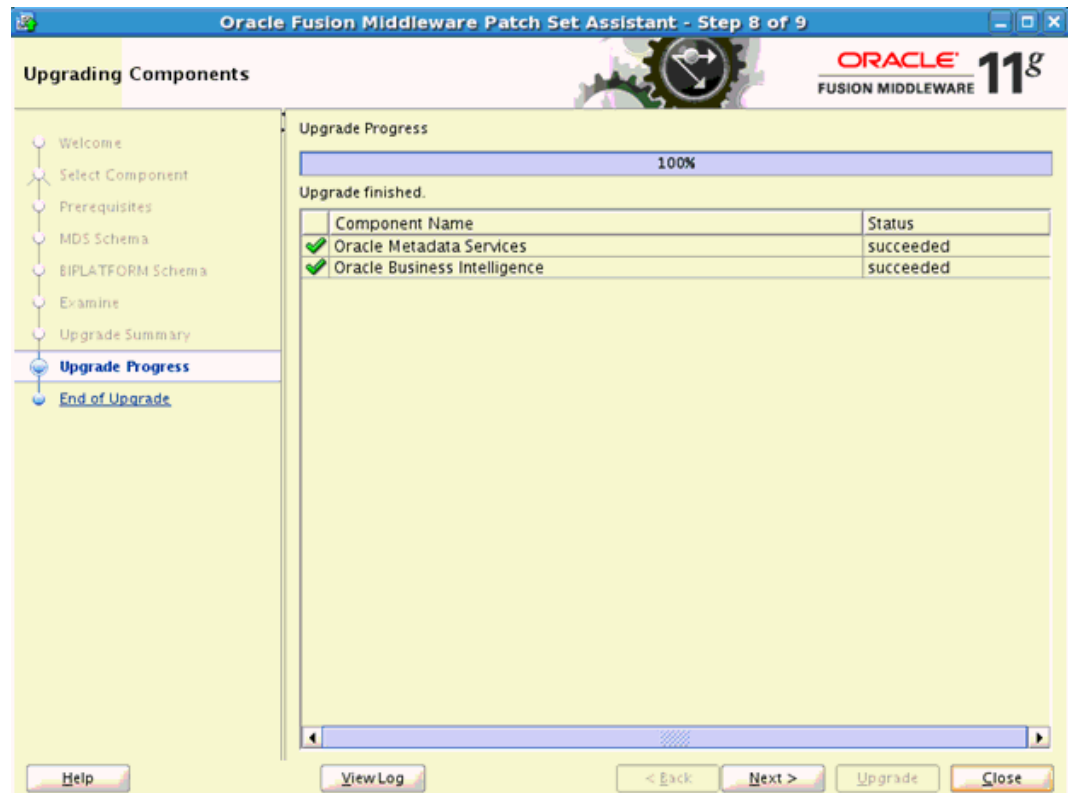 Oracle Fusion Middleware Patch Set Assistant - Step 8 of 9
Upgrading Components
ORACLE
FUSION MIDDLEWARE 11g
Welcome
Select Component
Prerequisites
MDS Schema
BIPLATFORM Schema
Examine
Upgrade Summary
Upgrade Progress
End of Upgrade
Upgrade Progress
100%
Upgrade finished.
Component Name Status
Oracle Metadata Services succeeded
Oracle Business Intelligence succeeded
Help View Log < Back Next > Upgrade Close